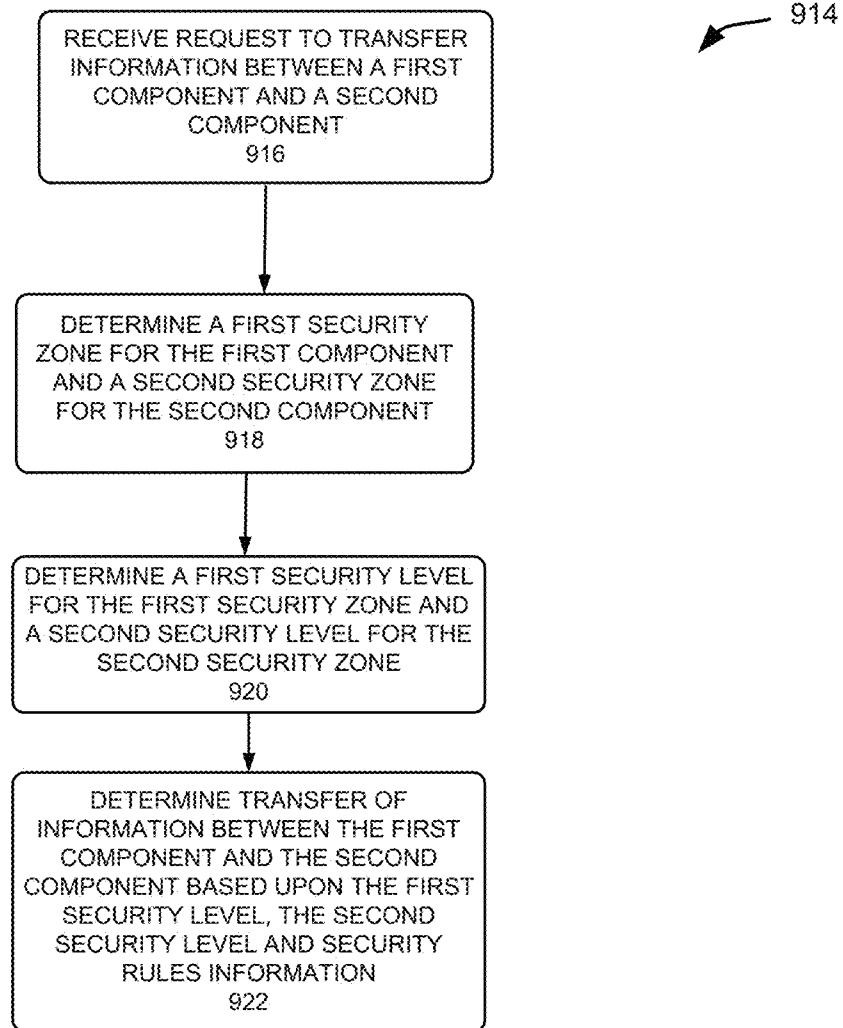 914
RECEIVE REQUEST TO TRANSFER
INFORMATION BETWEEN A FIRST
COMPONENT AND A SECOND
COMPONENT
916
DETERMINE A FIRST SECURITY
ZONE FOR THE FIRST COMPONENT
AND A SECOND SECURITY ZONE
FOR THE SECOND COMPONENT
918
DETERMINE A FIRST SECURITY LEVEL
FOR THE FIRST SECURITY ZONE AND
A SECOND SECURITY LEVEL FOR THE
SECOND SECURITY ZONE
920
DETERMINE TRANSFER OF
INFORMATION BETWEEN THE FIRST
COMPONENT AND THE SECOND
COMPONENT BASED UPON THE FIRST
SECURITY LEVEL, THE SECOND
SECURITY LEVEL AND SECURITY
RULES INFORMATION
922